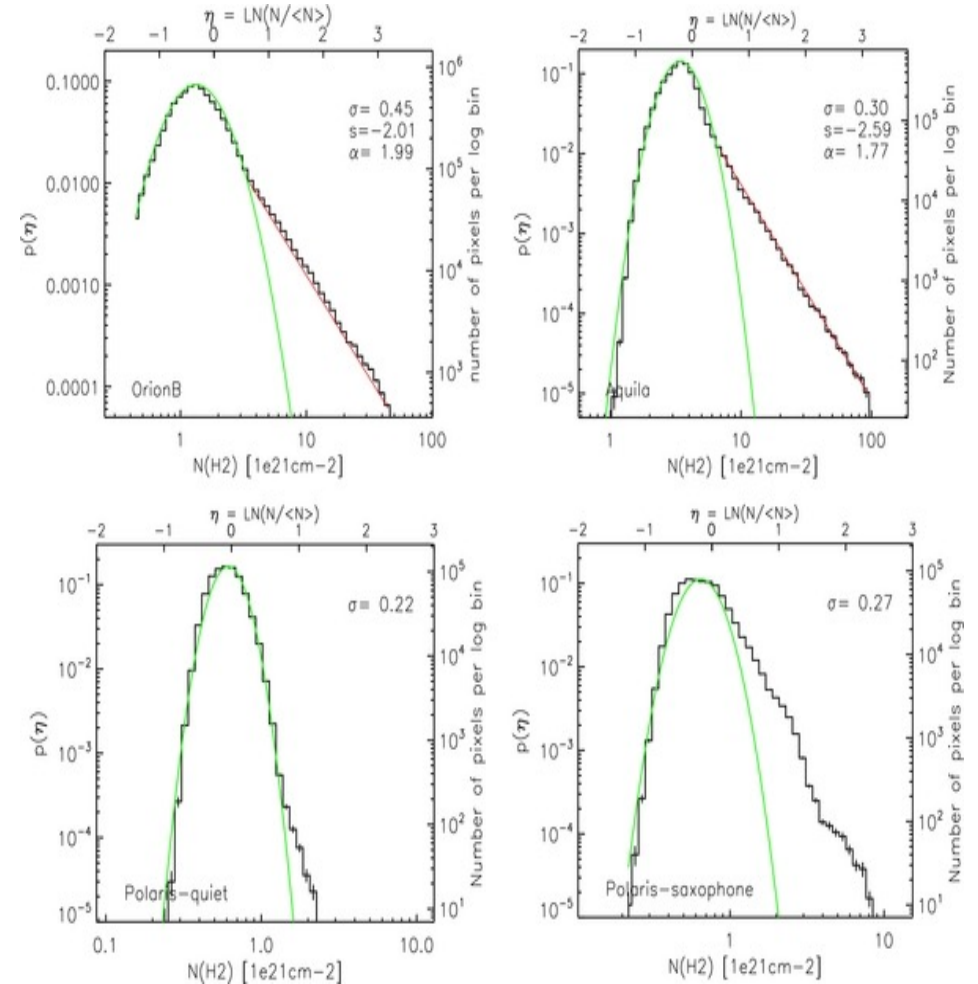 η = LN(N/<N>)
-2 -1 0 1 2 3
0.1000
0.0100
0.0010
0.0001
p(η)
10^6
10^5
10^4
10^3
number of pixels per log bin
σ= 0.45
s=-2.01
α= 1.99
OrionB
1 10 100
N(H2) [1e21cm-2]
η = LN(N/<N>)
-2 -1 0 1 2 3
10^-1
10^-2
10^-3
10^-4
10^-5
p(η)
10^5
10^4
10^3
10^2
Number of pixels per log bin
σ= 0.30
s=-2.59
α= 1.77
Aquila
1 10 100
N(H2) [1e21cm-2]
η = LN(N/<N>)
-2 -1 0 1 2 3
10^-1
10^-2
10^-3
10^-4
10^-5
p(η)
10^5
10^4
10^3
10^2
10^1
Number of pixels per log bin
σ= 0.22
Polaris-quiet
0.1 1.0 10.0
N(H2) [1e21cm-2]
η = LN(N/<N>)
-2 -1 0 1 2 3
10^-1
10^-2
10^-3
10^-4
10^-5
p(η)
10^5
10^4
10^3
10^2
10^1
Number of pixels per log bin
σ= 0.27
Polaris-saxophone
1 10
N(H2) [1e21cm-2]